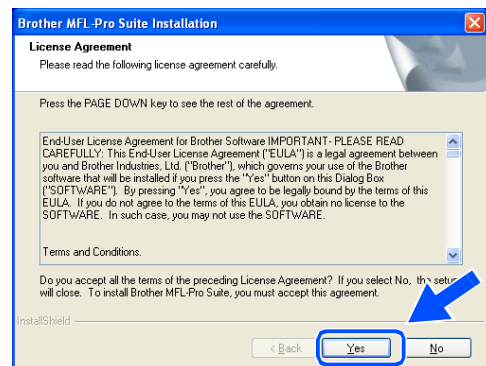 Brother MFL-Pro Suite Installation
License Agreement
Please read the following license agreement carefully.
Press the PAGE DOWN key to see the rest of the agreement.
End-User License Agreement for Brother Software IMPORTANT- PLEASE READ
CAREFULLY: This End-User License Agreement ("EULA") is a legal agreement between
you and Brother Industries, Ltd. ("Brother"), which governs your use of the Brother
software that will be installed if you press the "Yes" button on this Dialog Box
("SOFTWARE"). By pressing "Yes", you agree to be legally bound by the terms of this
EULA. If you do not agree to the terms of this EULA, you obtain no license to the
SOFTWARE. In such case, you may not use the SOFTWARE.
Terms and Conditions.
Do you accept all the terms of the preceding License Agreement? If you select No, the setup
will close. To install Brother MFL-Pro Suite, you must accept this agreement.
InstallShield
< Back
Yes
No